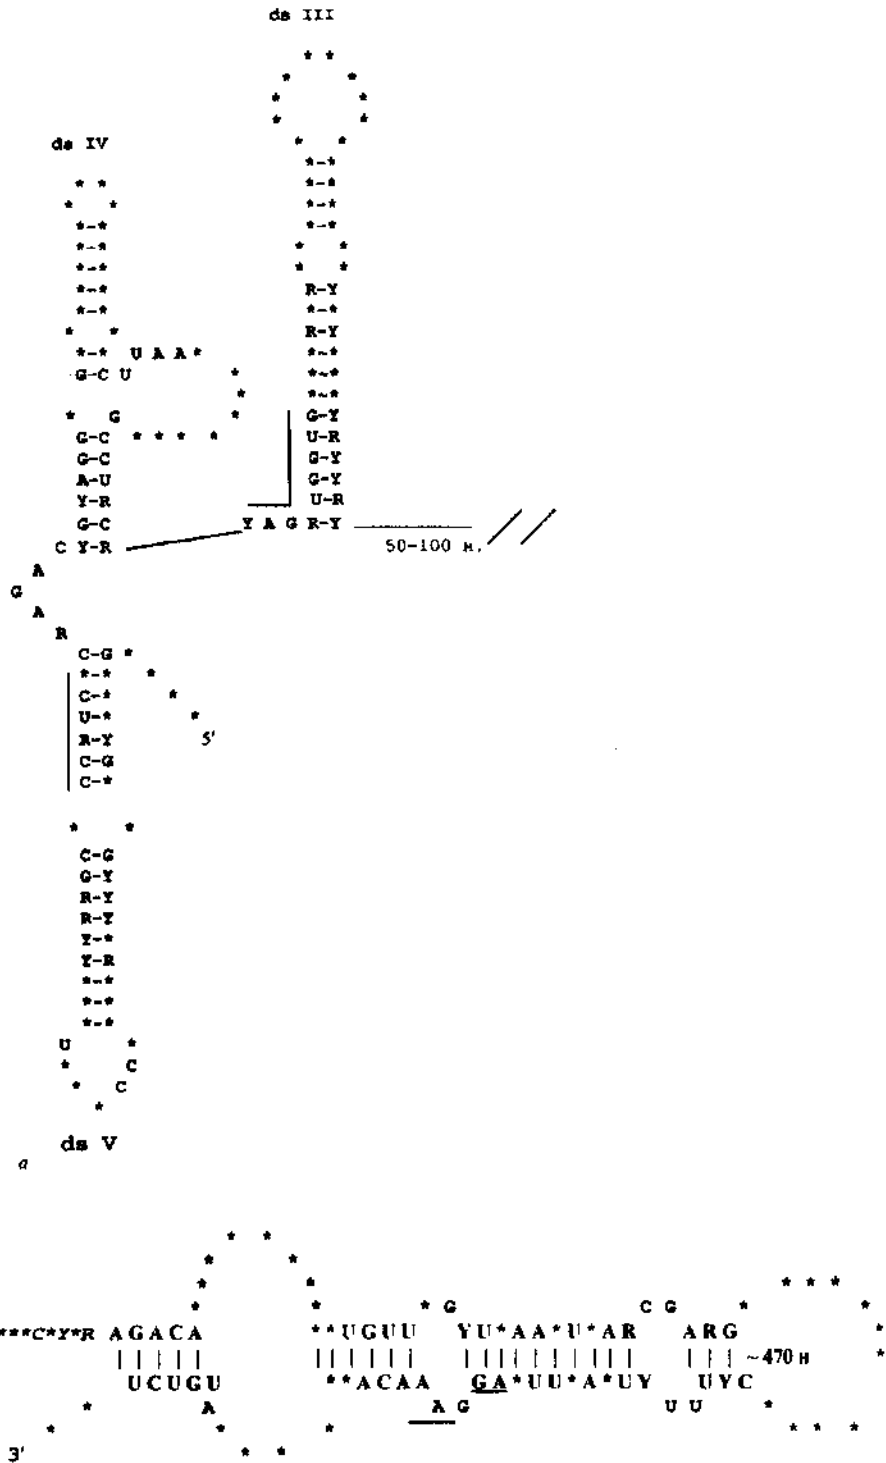 ds III
* *
* *
* *
* *
ds IV
* *
*-*
* *
*-*
* *
*-*
*-*
*-*
* *
*-*
* *
*-*
R-Y
*-*
*-*
* *
R-Y
*-* U A A *
*-*
G-C U
*
*-*
*
*-*
* G
*
G-Y
G-C * * * *
U-R
G-C
G-Y
A-U
G-Y
Y-R
U-R
G-C
Y A G R-Y
C Y-R
50-100 н.
A
G
A
R
C-G *
*-* *
C-* *
U-* *
R-Y
5'
C-G
C-*
* *
C-G
G-Y
R-Y
R-Y
Y-*
Y-R
*-*
*-*
*-*
U *
* C
* C
*
ds V
а
* *
* *
* * * * *
* * G C G * *
***C*Y*R AGACA **UGUU YU*AA*U*AR ARG *
~470 н *
UCUGU **ACAA GA*UU*A*UY UYC
* A A G U U *
* * * * * *
3' * *